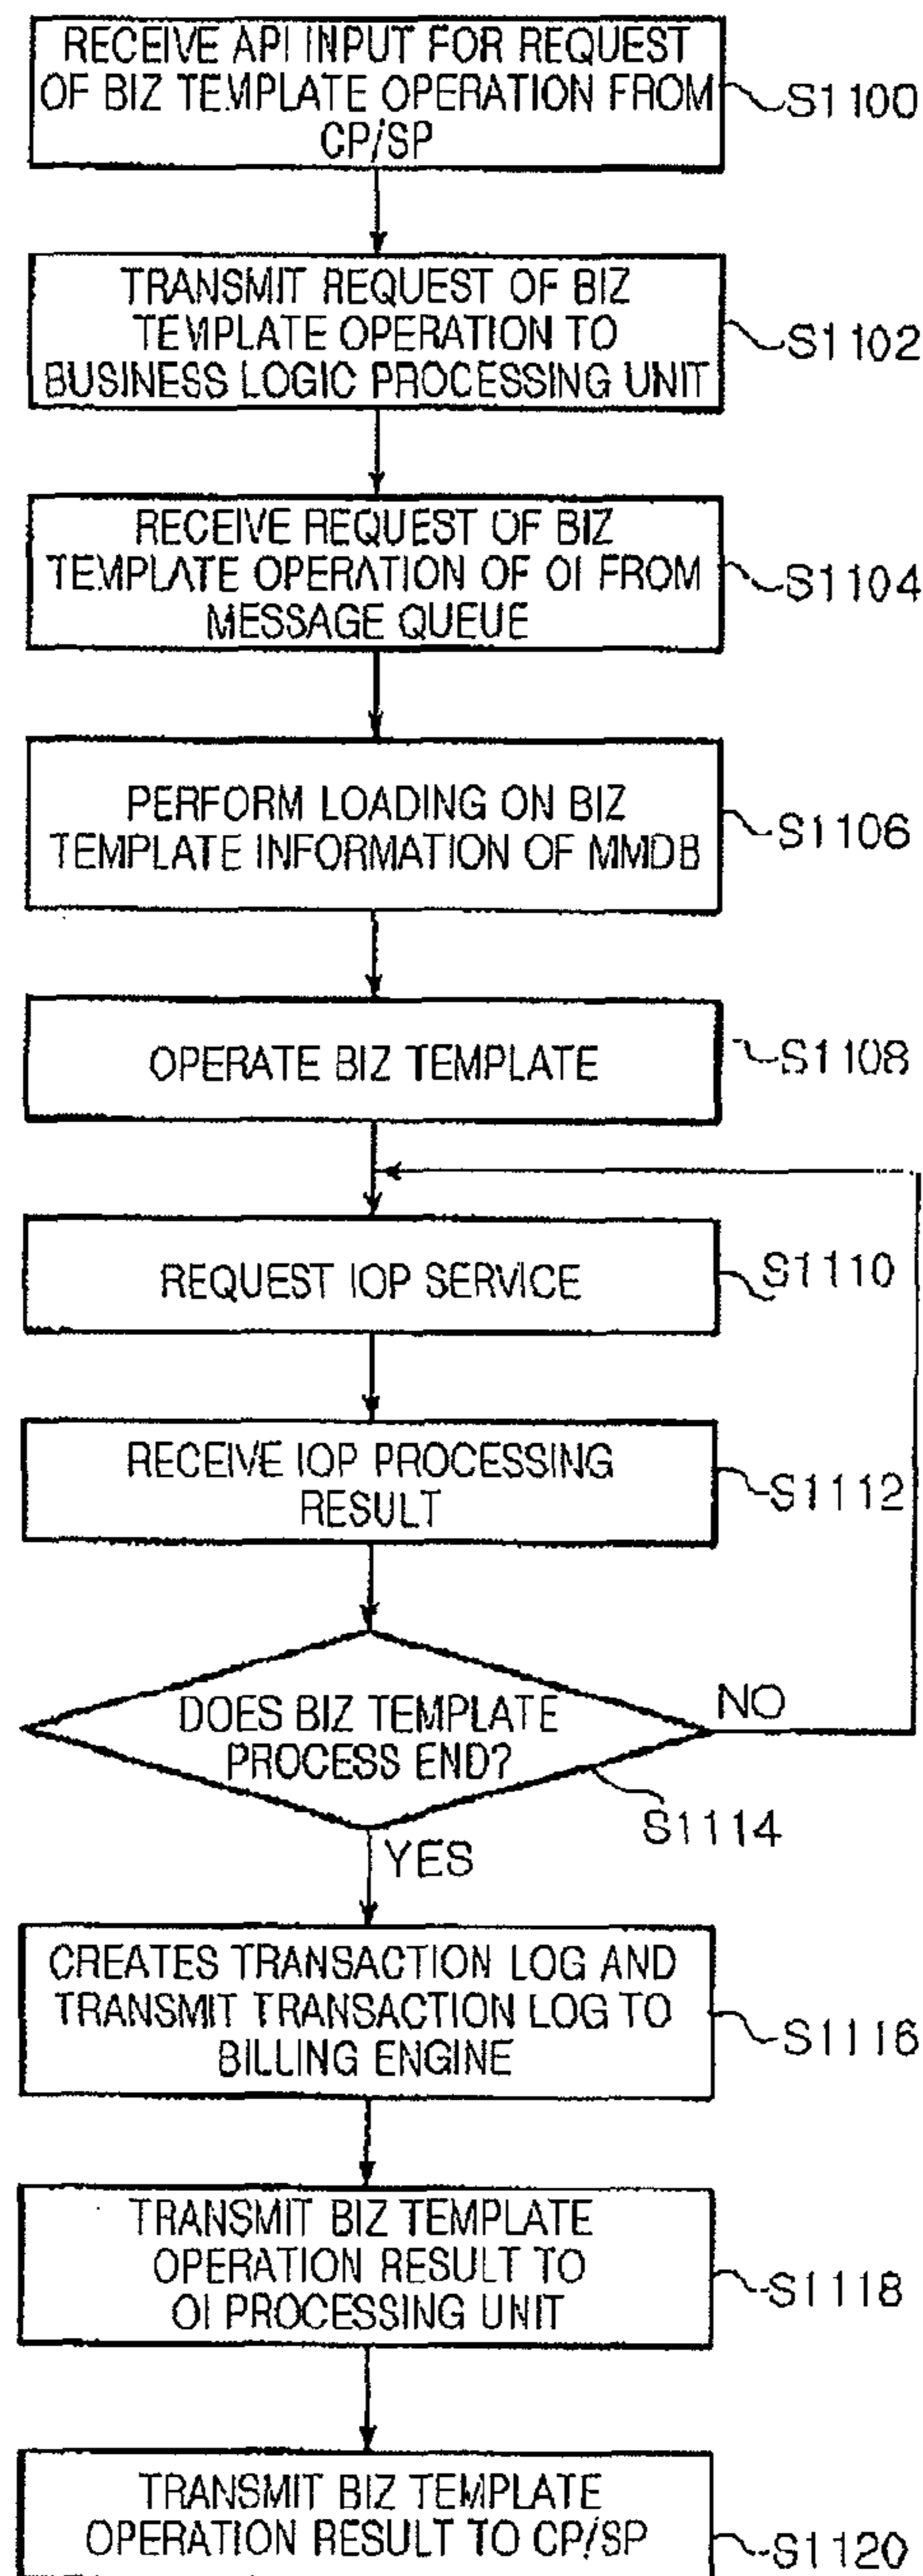 RECEIVE API INPUT FOR REQUEST
OF BIZ TEMPLATE OPERATION FROM
CP/SP
S1100
TRANSMIT REQUEST OF BIZ
TEMPLATE OPERATION TO
BUSINESS LOGIC PROCESSING UNIT
S1102
RECEIVE REQUEST OF BIZ
TEMPLATE OPERATION OF OI FROM
MESSAGE QUEUE
S1104
PERFORM LOADING ON BIZ
TEMPLATE INFORMATION OF MMDB
S1106
OPERATE BIZ TEMPLATE
S1108
REQUEST IOP SERVICE
S1110
RECEIVE IOP PROCESSING
RESULT
S1112
DOES BIZ TEMPLATE
PROCESS END?
NO
S1114
YES
CREATES TRANSACTION LOG AND
TRANSMIT TRANSACTION LOG TO
BILLING ENGINE
S1116
TRANSMIT BIZ TEMPLATE
OPERATION RESULT TO
OI PROCESSING UNIT
S1118
TRANSMIT BIZ TEMPLATE
OPERATION RESULT TO CP/SP
S1120